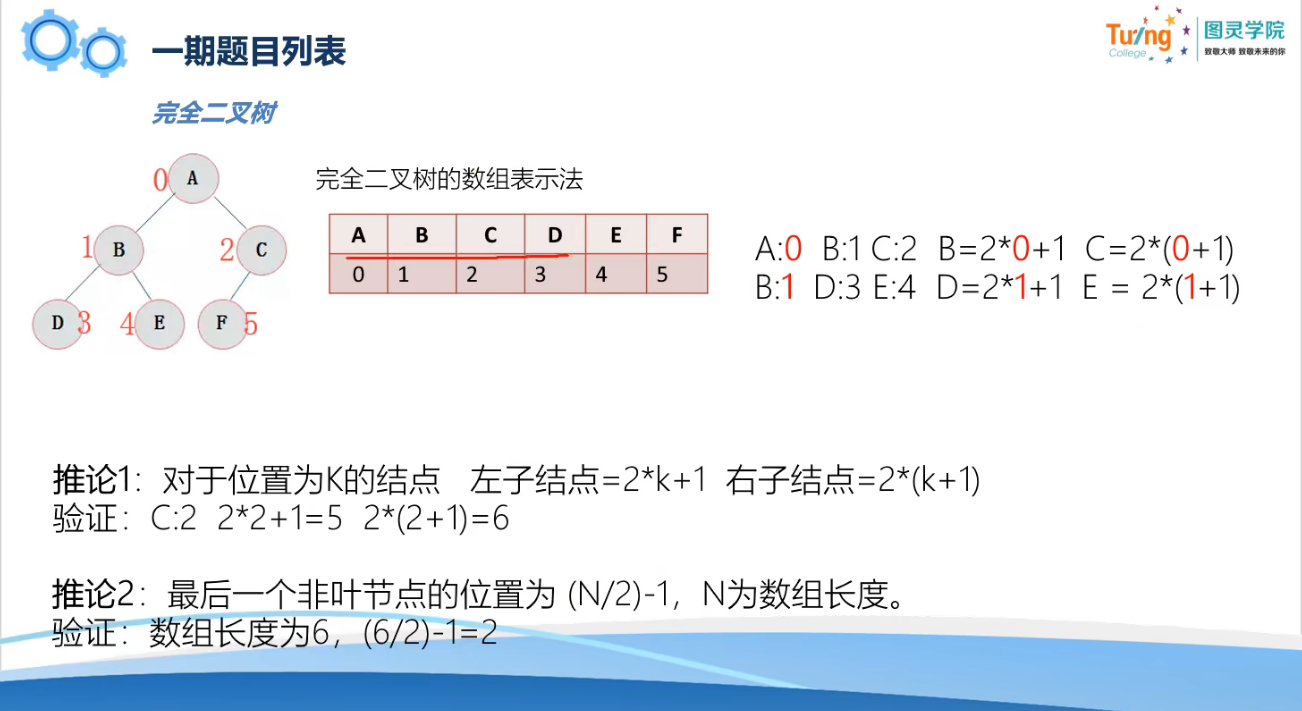 一期题目列表
Turing
College
图灵学院
致敬大师 致敬未来的你
完全二叉树
完全二叉树的数组表示法
0 A
1 B 2 C
D 3 4 E F 5
A B C D E F
0 1 2 3 4 5
A:0 B:1 C:2 B=2*0+1 C=2*(0+1)
B:1 D:3 E:4 D=2*1+1 E = 2*(1+1)
推论1：对于位置为K的结点 左子结点=2*k+1 右子结点=2*(k+1)
验证：C:2 2*2+1=5 2*(2+1)=6
推论2：最后一个非叶节点的位置为 (N/2)-1，N为数组长度。
验证：数组长度为6，(6/2)-1=2